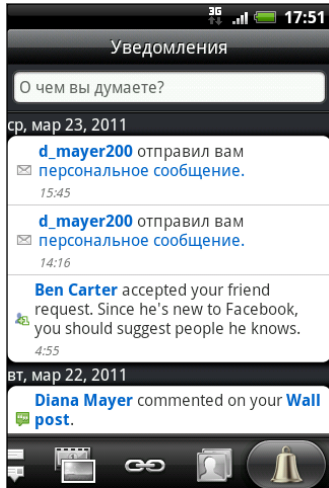 3G 17:51
Уведомления
О чем вы думаете?
ср, мар 23, 2011
d_mayer200 отправил вам
персональное сообщение.
15:45
d_mayer200 отправил вам
персональное сообщение.
14:16
Ben Carter accepted your friend
request. Since he's new to Facebook,
you should suggest people he knows.
4:55
вт, мар 22, 2011
Diana Mayer commented on your Wall
post.